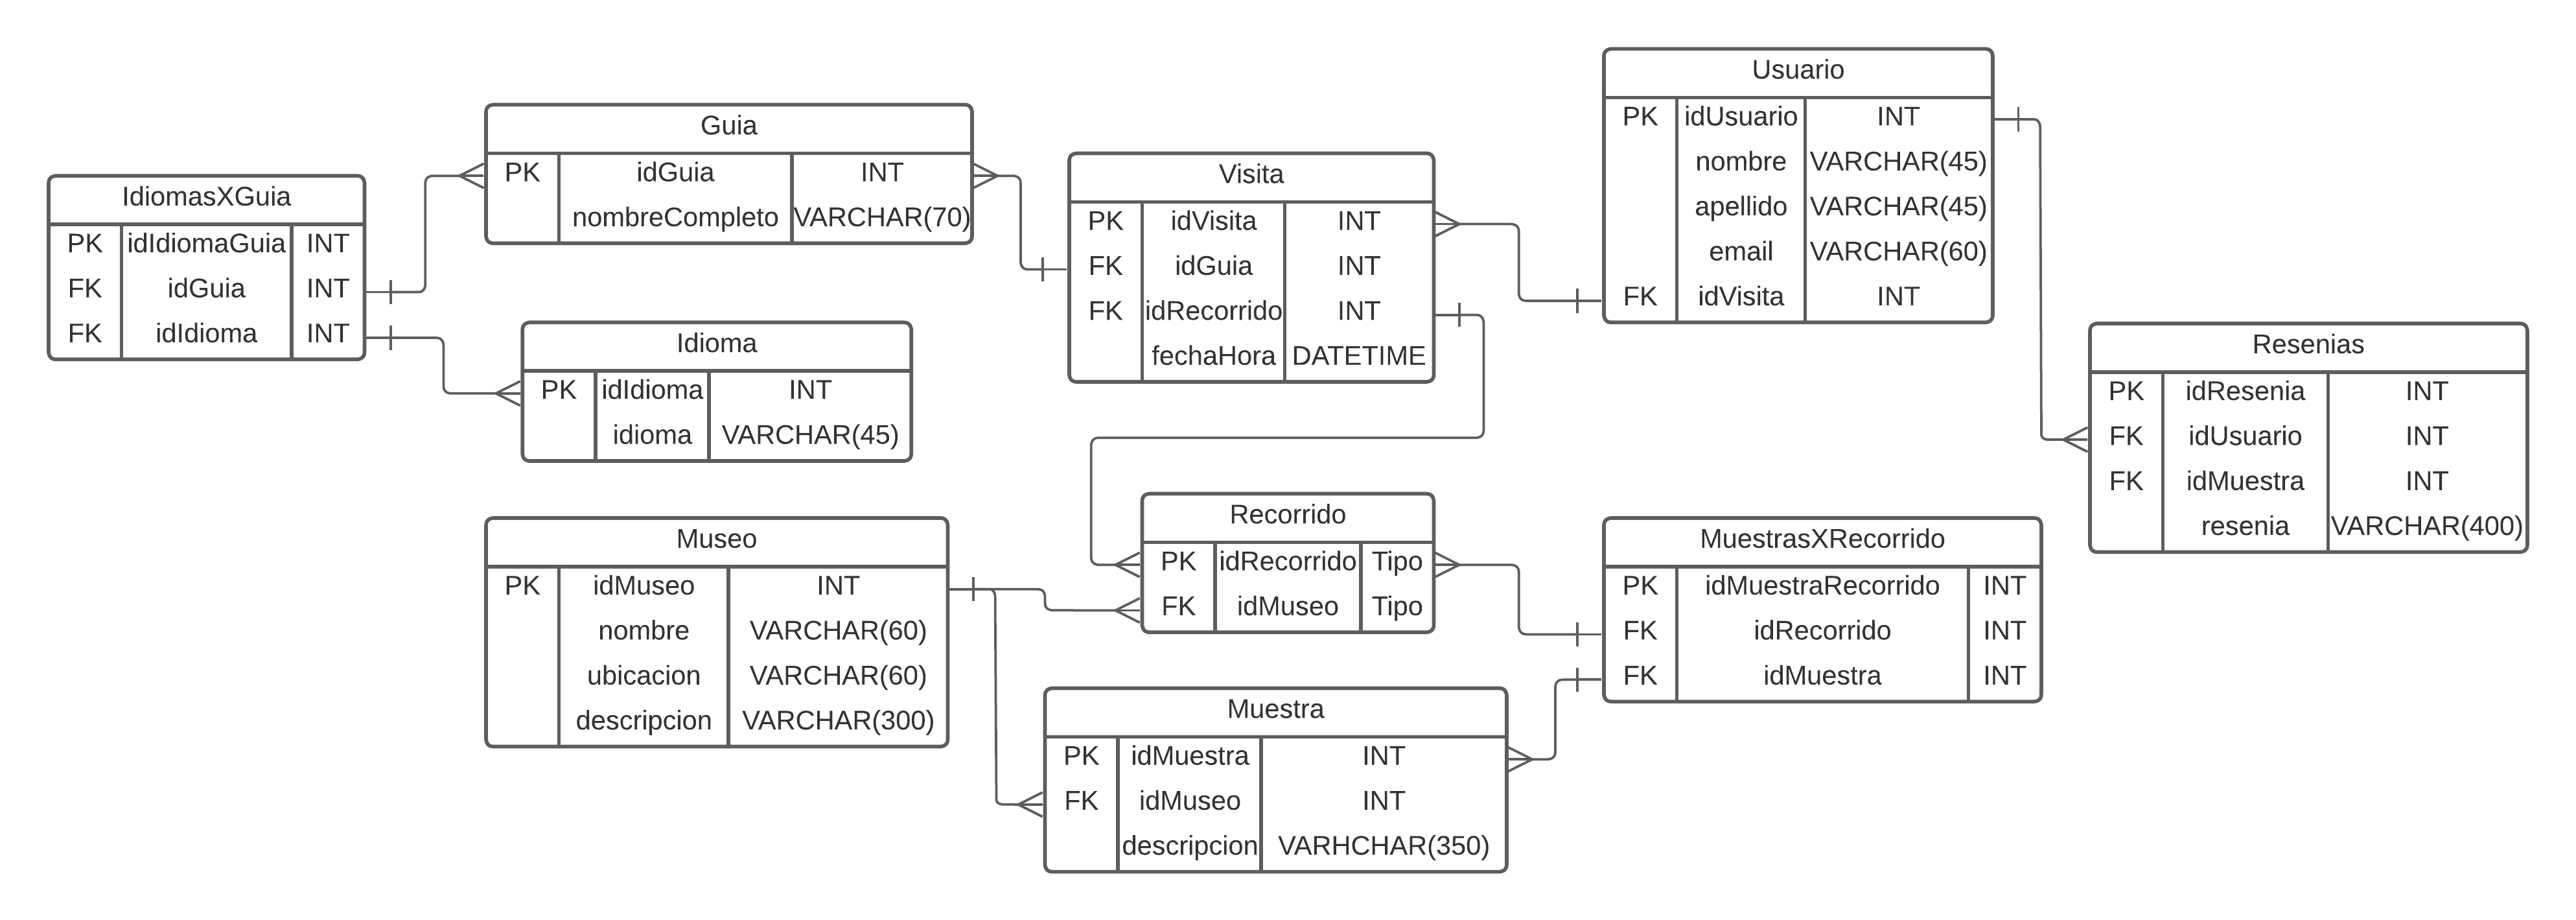 IdiomasXGuia
PK idIdiomaGuia INT
FK idGuia INT
FK idIdioma INT
Guia
PK idGuia INT
nombreCompleto VARCHAR(70)
Idioma
PK idIdioma INT
idioma VARCHAR(45)
Museo
PK idMuseo INT
nombre VARCHAR(60)
ubicacion VARCHAR(60)
descripcion VARCHAR(300)
Visita
PK idVisita INT
FK idGuia INT
FK idRecorrido INT
fechaHora DATETIME
Recorrido
PK idRecorrido Tipo
FK idMuseo Tipo
Muestra
PK idMuestra INT
FK idMuseo INT
descripcion VARHCHAR(350)
Usuario
PK idUsuario INT
nombre VARCHAR(45)
apellido VARCHAR(45)
email VARCHAR(60)
FK idVisita INT
MuestrasXRecorrido
PK idMuestraRecorrido INT
FK idRecorrido INT
FK idMuestra INT
Resenias
PK idResenia INT
FK idUsuario INT
FK idMuestra INT
resenia VARCHAR(400)